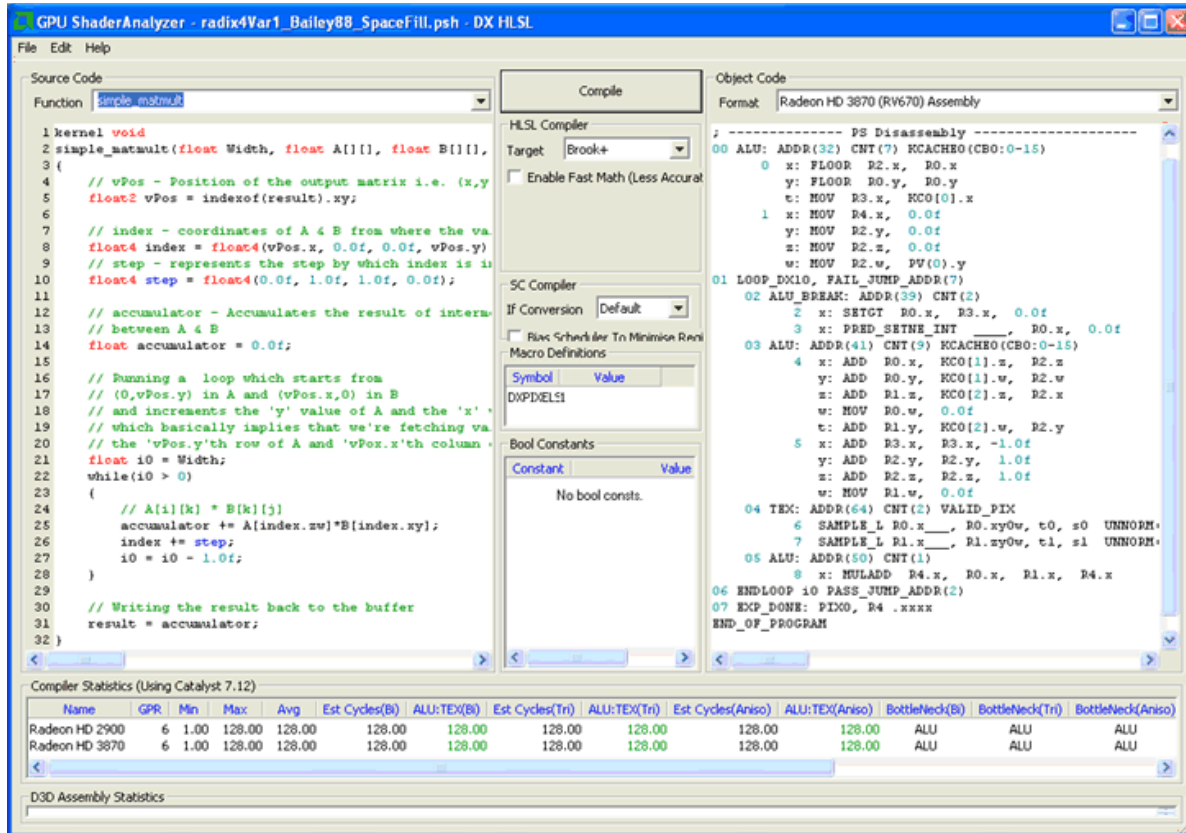 GPU ShaderAnalyzer - radix4Var1_Bailey88_SpaceFill.psh - DX HLSL
File Edit Help
Source Code
Function simple_matmult
1 kernel void
2 simple_matmult(float Width, float A[][], float B[][],
3 {
4 // vPos - Position of the output matrix i.e. (x,y
5 float2 vPos = indexof(result).xy;
6
7 // index - coordinates of A & B from where the va
8 float4 index = float4(vPos.x, 0.0f, 0.0f, vPos.y)
9 // step - represents the step by which index is in
10 float4 step = float4(0.0f, 1.0f, 1.0f, 0.0f);
11
12 // accumulator - Accumulates the result of interm
13 // between A & B
14 float accumulator = 0.0f;
15
16 // Running a loop which starts from
17 // (0,vPos.y) in A and (vPos.x,0) in B
18 // and increments the 'y' value of A and the 'x'
19 // which basically implies that we're fetching va
20 // the 'vPos.y'th row of A and 'vPox.x'th column
21 float i0 = Width;
22 while(i0 > 0)
23 {
24 // A[i][k] * B[k][j]
25 accumulator += A[index.zw]*B[index.xy];
26 index += step;
27 i0 = i0 - 1.0f;
28 }
29
30 // Writing the result back to the buffer
31 result = accumulator;
32 }
Compile
HLSL Compiler
Target Brook+
Enable Fast Math (Less Accurat
SC Compiler
If Conversion Default
Bias Scheduler To Minimise Regi
Macro Definitions
Symbol Value
DXPIXELS1
Bool Constants
Constant Value
No bool consts.
Object Code
Format Radeon HD 3870 (RV670) Assembly
; -------------- PS Disassembly --------------------
00 ALU: ADDR(32) CNT(7) KCACHE0(CB0:0-15)
0 x: FLOOR R2.x, R0.x
y: FLOOR R0.y, R0.y
t: MOV R3.x, KC0[0].x
1 x: MOV R4.x, 0.0f
y: MOV R2.y, 0.0f
z: MOV R2.z, 0.0f
w: MOV R2.w, PV(0).y
01 LOOP_DX10, FAIL_JUMP_ADDR(7)
02 ALU_BREAK: ADDR(39) CNT(2)
2 x: SETGT R0.x, R3.x, 0.0f
3 x: PRED_SETNE_INT ____, R0.x, 0.0f
03 ALU: ADDR(41) CNT(9) KCACHE0(CB0:0-15)
4 x: ADD R0.x, KC0[1].z, R2.z
y: ADD R0.y, KC0[1].w, R2.w
z: ADD R1.z, KC0[2].z, R2.x
w: MOV R0.w, 0.0f
t: ADD R1.y, KC0[2].w, R2.y
5 x: ADD R3.x, R3.x, -1.0f
y: ADD R2.y, R2.y, 1.0f
z: ADD R2.z, R2.z, 1.0f
w: MOV R1.w, 0.0f
04 TEX: ADDR(64) CNT(2) VALID_PIX
6 SAMPLE_L R0.x___, R0.xy0w, t0, s0 UNNORM
7 SAMPLE_L R1.x___, R1.zy0w, t1, s1 UNNORM
05 ALU: ADDR(50) CNT(1)
8 x: MULADD R4.x, R0.x, R1.x, R4.x
06 ENDLOOP i0 PASS_JUMP_ADDR(2)
07 EXP_DONE: PIX0, R4 .xxxx
END_OF_PROGRAM
Compiler Statistics (Using Catalyst 7.12)
Name GPR Min Max Avg Est Cycles(Bi) ALU:TEX(Bi) Est Cycles(Tri) ALU:TEX(Tri) Est Cycles(Aniso) ALU:TEX(Aniso) BottleNeck(Bi) BottleNeck(Tri) BottleNeck(Aniso)
Radeon HD 2900 6 1.00 128.00 128.00 128.00 128.00 128.00 128.00 128.00 128.00 ALU ALU ALU
Radeon HD 3870 6 1.00 128.00 128.00 128.00 128.00 128.00 128.00 128.00 128.00 ALU ALU ALU
D3D Assembly Statistics